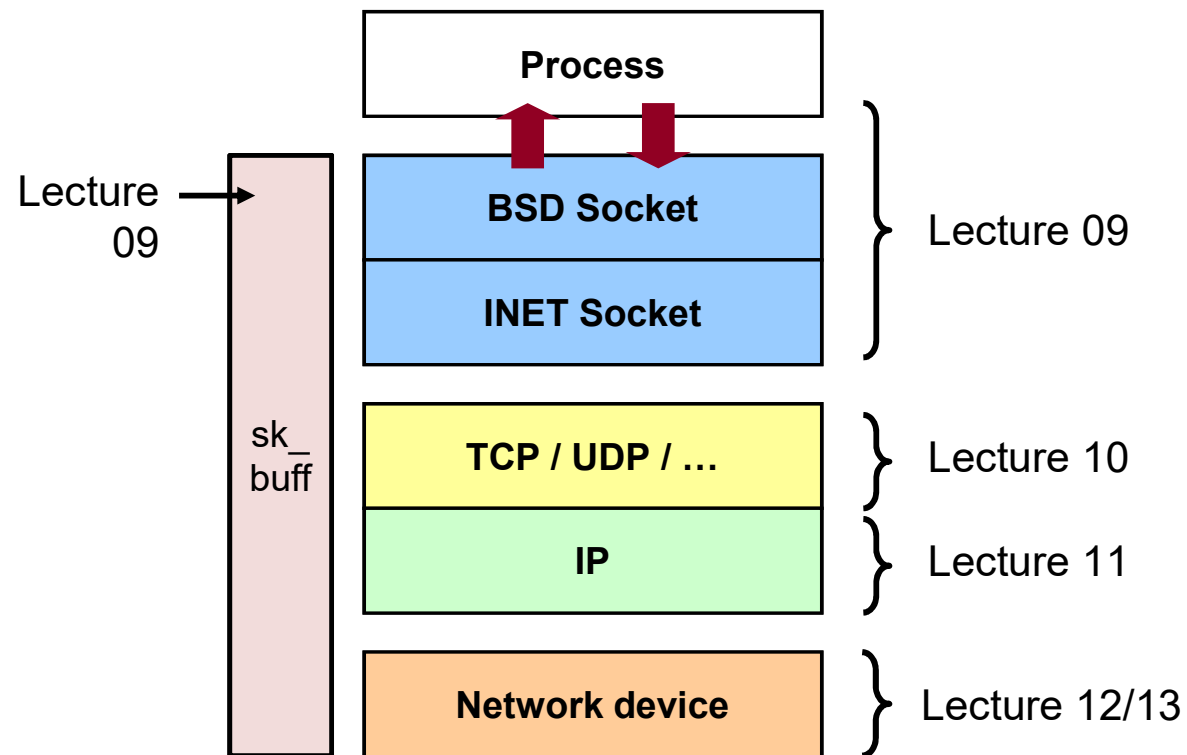 Process
Lecture
09
BSD Socket
Lecture 09
INET Socket
sk_
buff
TCP / UDP / …
Lecture 10
IP
Lecture 11
Network device
Lecture 12/13